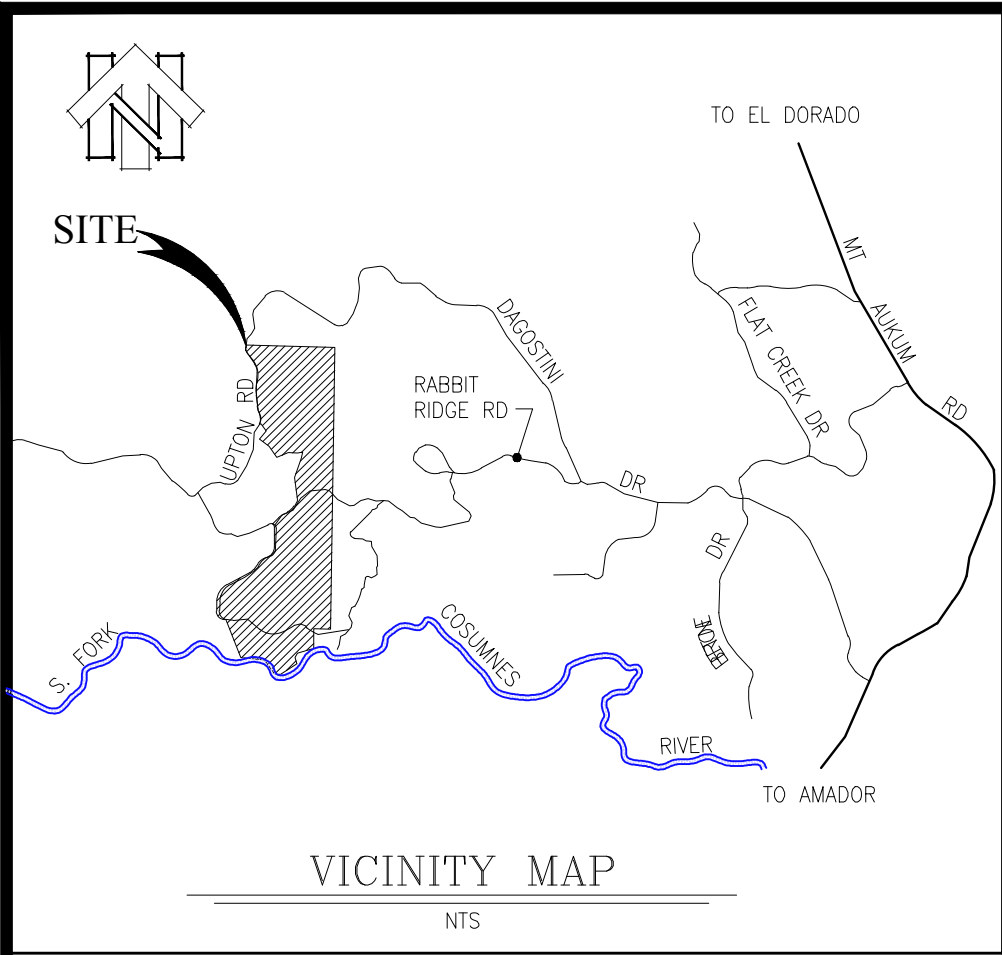 N
TO EL DORADO
SITE
MT
AUKUM
RD
DAGOSTINI
DR
FLAT CREEK DR
RABBIT
RIDGE RD
UPTON RD
DR
S. FORK
COSUMNES
RIVER
TO AMADOR
VICINITY MAP
NTS